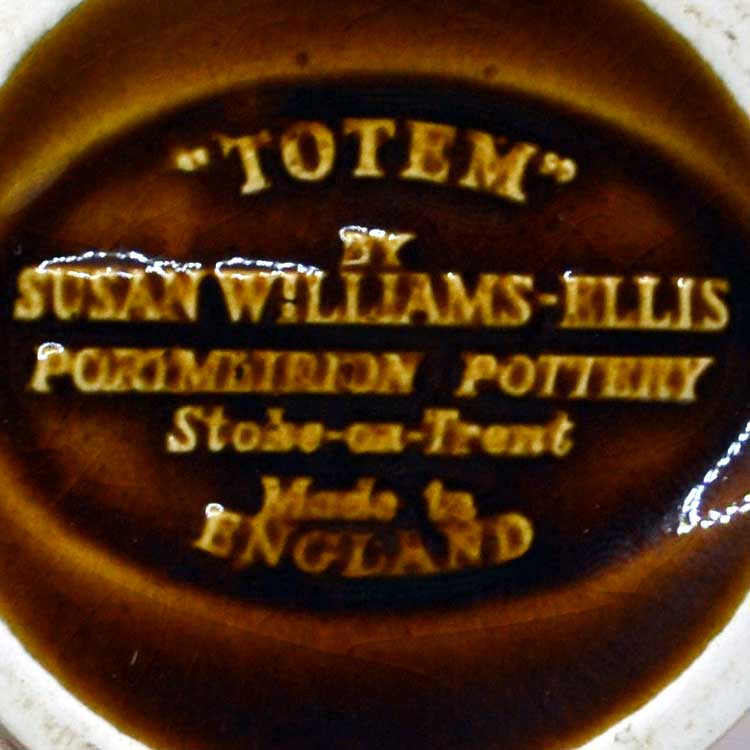 "TOTEM"
BY
SUSAN WILLIAMS-ELLIS
PORTMEIRION POTTERY
Stoke-on-Trent
Made in
ENGLAND